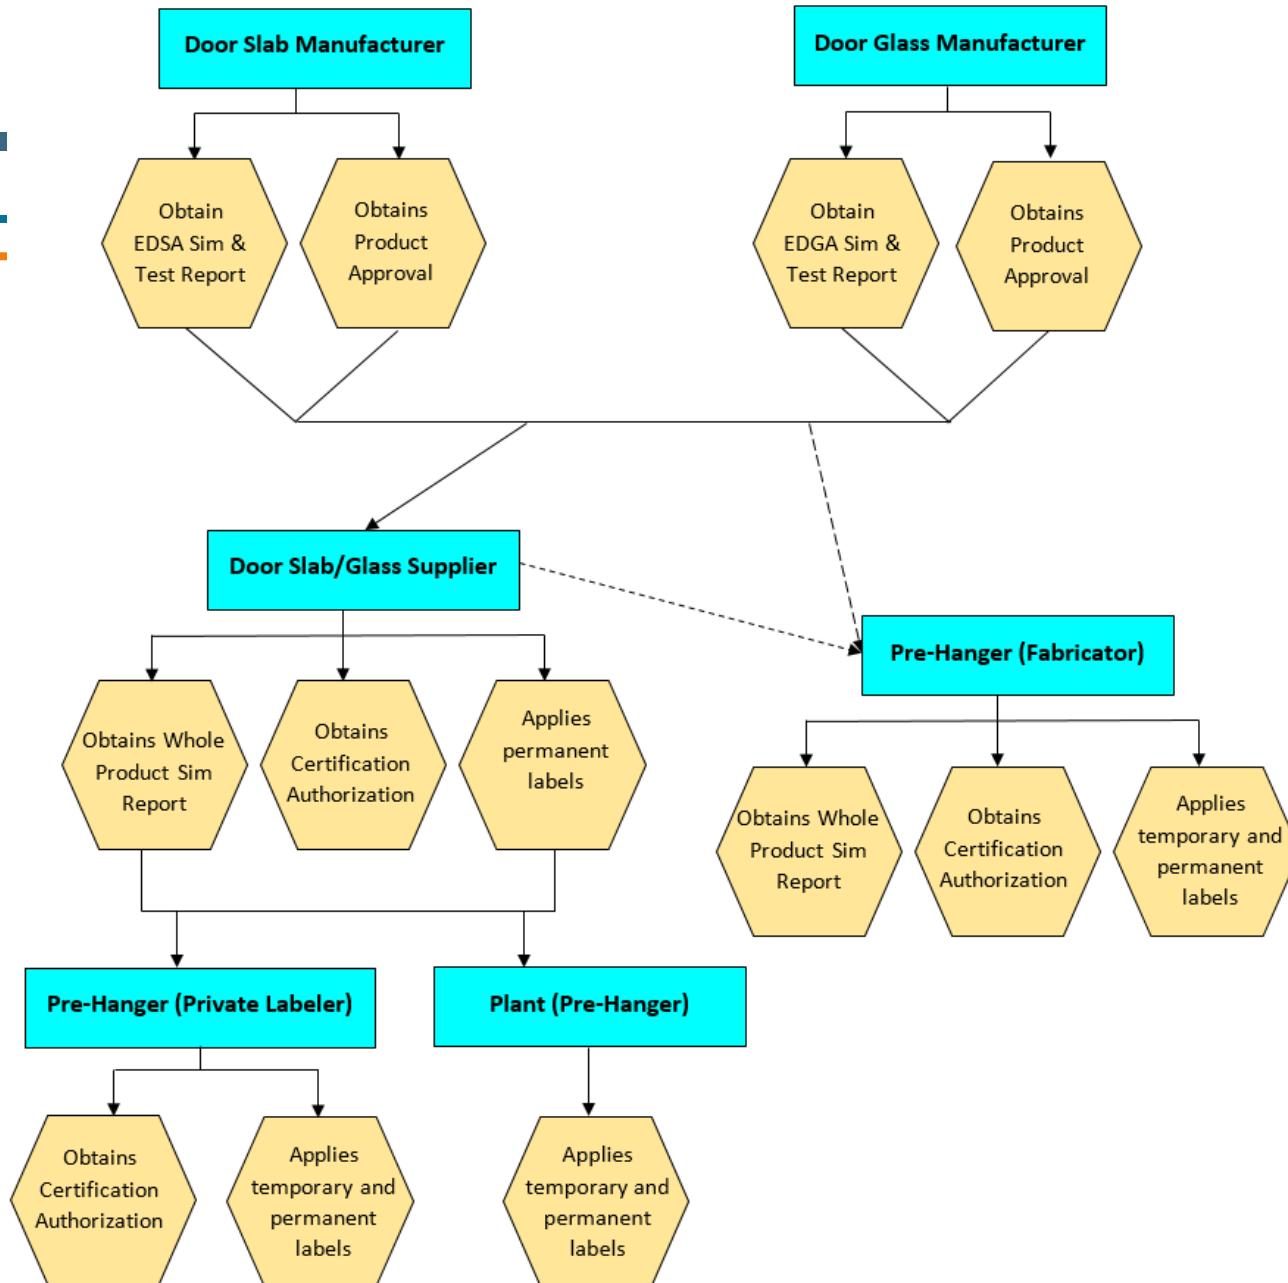 Door Slab Manufacturer
Door Glass Manufacturer
Obtain
EDSA Sim &
Test Report
Obtains
Product
Approval
Obtain
EDGA Sim &
Test Report
Obtains
Product
Approval
Door Slab/Glass Supplier
Pre-Hanger (Fabricator)
Obtains Whole
Product Sim
Report
Obtains
Certification
Authorization
Applies
permanent
labels
Obtains Whole
Product Sim
Report
Obtains
Certification
Authorization
Applies
temporary and
permanent
labels
Pre-Hanger (Private Labeler)
Plant (Pre-Hanger)
Obtains
Certification
Authorization
Applies
temporary and
permanent
labels
Applies
temporary and
permanent
labels